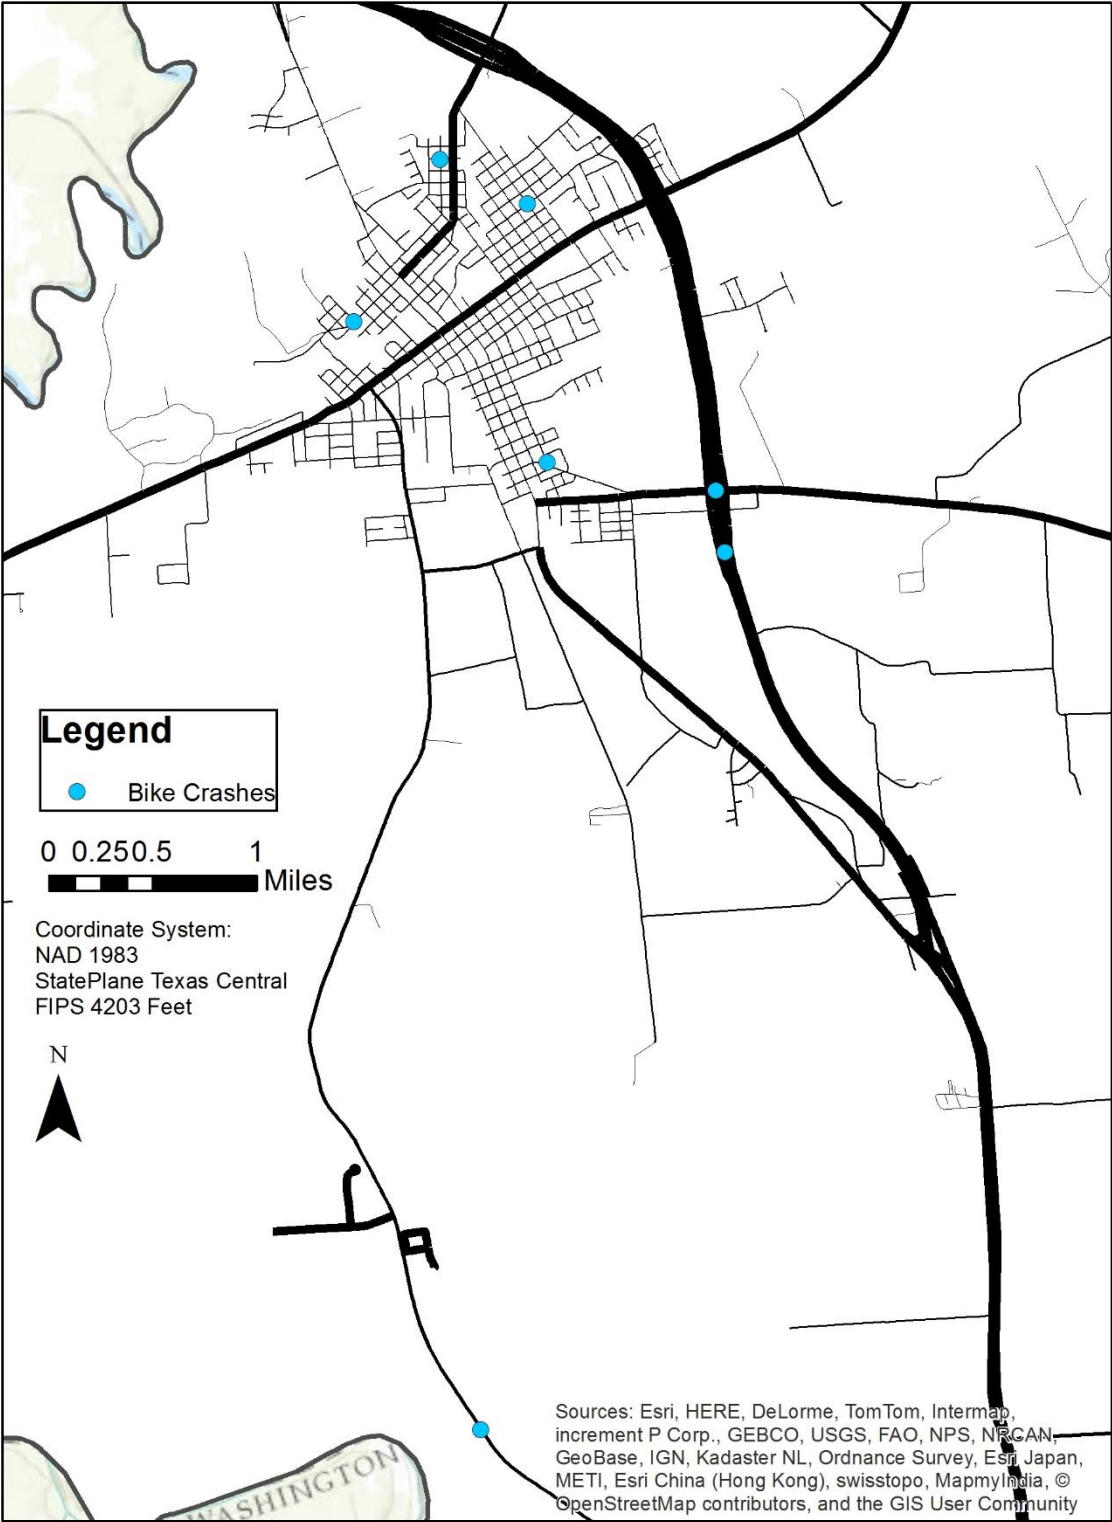 Legend
Bike Crashes
0 0.25 0.5 1
Miles
Coordinate System:
NAD 1983
StatePlane Texas Central
FIPS 4203 Feet
N
WASHINGTON
Sources: Esri, HERE, DeLorme, TomTom, Intermap,
increment P Corp., GEBCO, USGS, FAO, NPS, NRCAN,
GeoBase, IGN, Kadaster NL, Ordnance Survey, Esri Japan,
METI, Esri China (Hong Kong), swisstopo, MapmyIndia, ©
OpenStreetMap contributors, and the GIS User Community